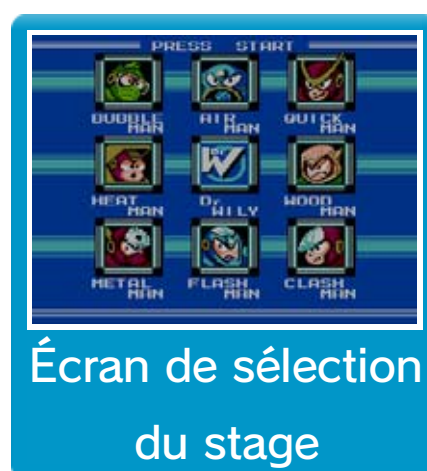 PRESS START
BUBBLE MAN AIR MAN QUICK MAN
HEAT MAN Dr. WILY WOOD MAN
METAL MAN FLASH MAN CLASH MAN
Écran de sélection
du stage